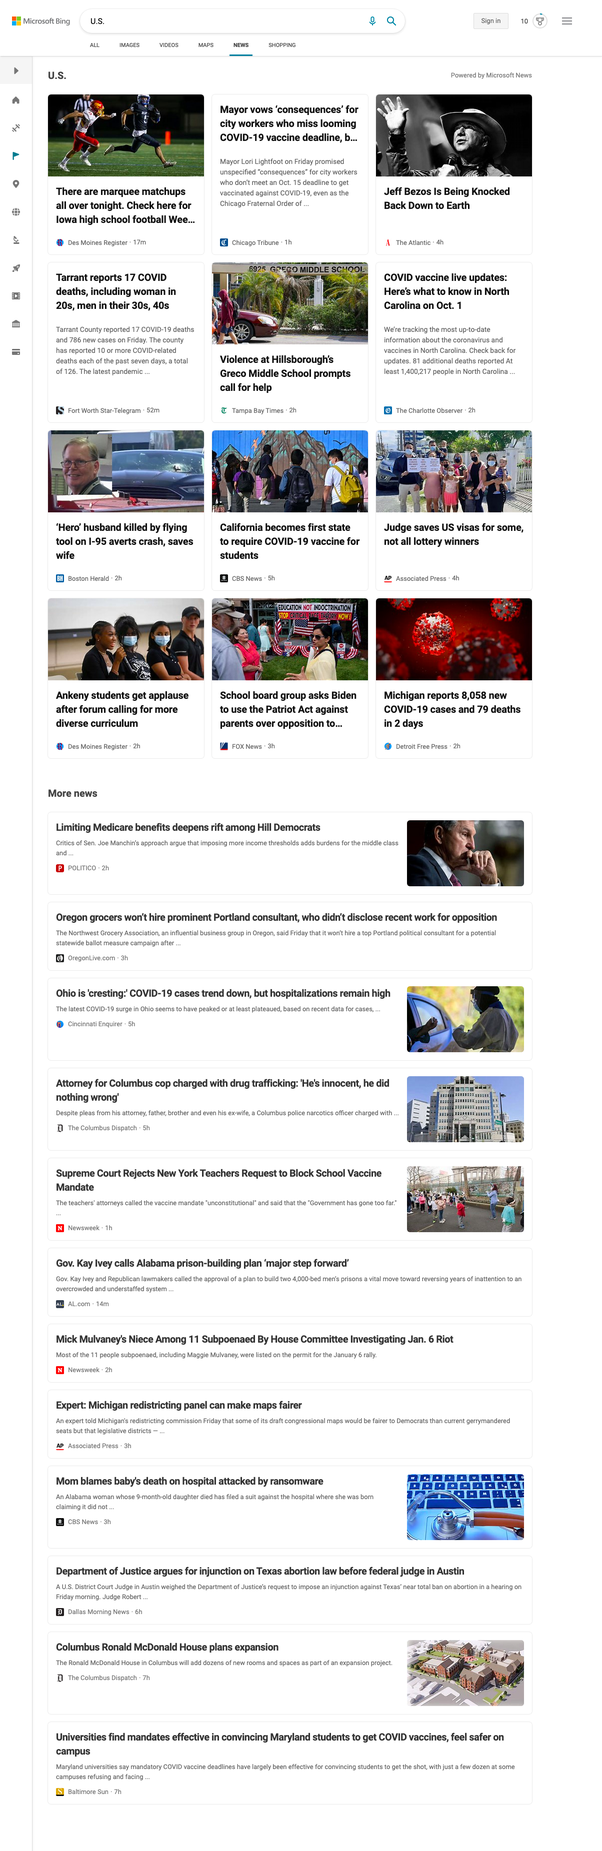 Microsoft Bing
U.S.
Sign in
10
ALL
IMAGES
VIDEOS
MAPS
NEWS
SHOPPING
U.S.
Powered by Microsoft News
There are marquee matchups
all over tonight. Check here for
Iowa high school football Wee...
Des Moines Register · 17m
Mayor vows ‘consequences’ for
city workers who miss looming
COVID-19 vaccine deadline, b...
Mayor Lori Lightfoot on Friday promised
unspecified “consequences” for city workers
who don't meet an Oct. 15 deadline to get
vaccinated against COVID-19, even as the
Chicago Fraternal Order of ...
Chicago Tribune · 1h
Jeff Bezos Is Being Knocked
Back Down to Earth
The Atlantic · 4h
Tarrant reports 17 COVID
deaths, including woman in
20s, men in their 30s, 40s
Tarrant County reported 17 COVID-19 deaths
and 786 new cases on Friday. The county
has reported 10 or more COVID-related
deaths each of the past seven days, a total
of 126. The latest pandemic ...
Fort Worth Star-Telegram · 52m
5925 GRECO MIDDLE SCHOOL
Violence at Hillsborough's
Greco Middle School prompts
call for help
Tampa Bay Times · 2h
COVID vaccine live updates:
Here's what to know in North
Carolina on Oct. 1
We're tracking the most up-to-date
information about the coronavirus and
vaccines in North Carolina. Check back for
updates. 81 additional deaths reported At
least 1,400,217 people in North Carolina ...
The Charlotte Observer · 2h
‘Hero’ husband killed by flying
tool on I-95 averts crash, saves
wife
Boston Herald · 2h
California becomes first state
to require COVID-19 vaccine for
students
CBS News · 5h
Judge saves US visas for some,
not all lottery winners
AP
Associated Press · 4h
Ankeny students get applause
after forum calling for more
diverse curriculum
Des Moines Register · 2h
EDUCATION NOT INDOCTRINATION
School board group asks Biden
to use the Patriot Act against
parents over opposition to...
FOX News · 3h
Michigan reports 8,058 new
COVID-19 cases and 79 deaths
in 2 days
Detroit Free Press · 2h
More news
Limiting Medicare benefits deepens rift among Hill Democrats
Critics of Sen. Joe Manchin's approach argue that imposing more income thresholds adds burdens for the middle class
and ...
POLITICO · 2h
Oregon grocers won't hire prominent Portland consultant, who didn't disclose recent work for opposition
The Northwest Grocery Association, an influential business group in Oregon, said Friday that it won't hire a top Portland political consultant for a potential
statewide ballot measure campaign after ...
OregonLive.com · 3h
Ohio is 'cresting:' COVID-19 cases trend down, but hospitalizations remain high
The latest COVID-19 surge in Ohio seems to have peaked or at least plateaued, based on recent data for cases, ...
Cincinnati Enquirer · 5h
Attorney for Columbus cop charged with drug trafficking: 'He's innocent, he did
nothing wrong'
Despite pleas from his attorney, father, brother and even his ex-wife, a Columbus police narcotics officer charged with ...
The Columbus Dispatch · 5h
Supreme Court Rejects New York Teachers Request to Block School Vaccine
Mandate
The teachers' attorneys called the vaccine mandate "unconstitutional" and said that the "Government has gone too far."
...
Newsweek · 1h
Gov. Kay Ivey calls Alabama prison-building plan ‘major step forward’
Gov. Kay Ivey and Republican lawmakers called the approval of a plan to build two 4,000-bed men's prisons a vital move toward reversing years of inattention to an
overcrowded and understaffed system ...
AL.com · 14m
Mick Mulvaney's Niece Among 11 Subpoenaed By House Committee Investigating Jan. 6 Riot
Most of the 11 people subpoenaed, including Maggie Mulvaney, were listed on the permit for the January 6 rally.
Newsweek · 2h
Expert: Michigan redistricting panel can make maps fairer
An expert told Michigan's redistricting commission Friday that some of its draft congressional maps would be fairer to Democrats than current gerrymandered
seats but that legislative districts — ...
AP
Associated Press · 3h
Mom blames baby's death on hospital attacked by ransomware
An Alabama woman whose 9-month-old daughter died has filed a suit against the hospital where she was born
claiming it did not ...
CBS News · 3h
Department of Justice argues for injunction on Texas abortion law before federal judge in Austin
A U.S. District Court Judge in Austin weighed the Department of Justice's request to impose an injunction against Texas' near total ban on abortion in a hearing on
Friday morning. Judge Robert ...
Dallas Morning News · 6h
Columbus Ronald McDonald House plans expansion
The Ronald McDonald House in Columbus will add dozens of new rooms and spaces as part of an expansion project.
The Columbus Dispatch · 7h
Universities find mandates effective in convincing Maryland students to get COVID vaccines, feel safer on
campus
Maryland universities say mandatory COVID vaccine deadlines have largely been effective for convincing students to get the shot, with just a few dozen at some
campuses refusing and facing ...
Baltimore Sun · 7h